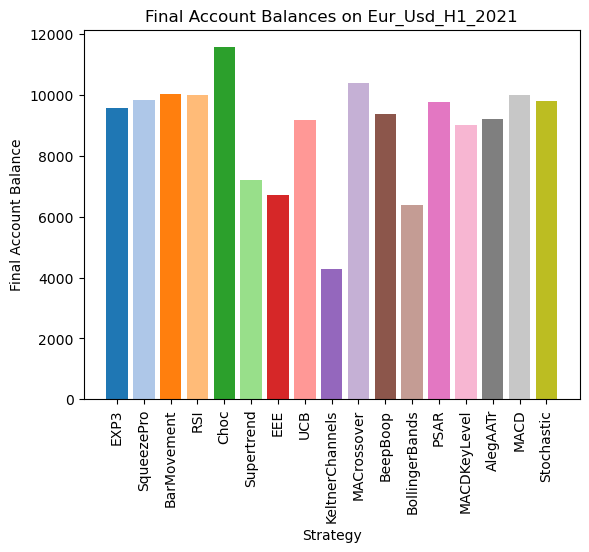 Final Account Balances on Eur_Usd_H1_2021
Final Account Balance
12000
10000
8000
6000
4000
2000
0
EXP3
SqueezePro
BarMovement
RSI
Choc
Supertrend
EEE
UCB
KeltnerChannels
MACrossover
BeepBoop
BollingerBands
PSAR
MACDKeyLevel
AlegAATr
MACD
Stochastic
Strategy